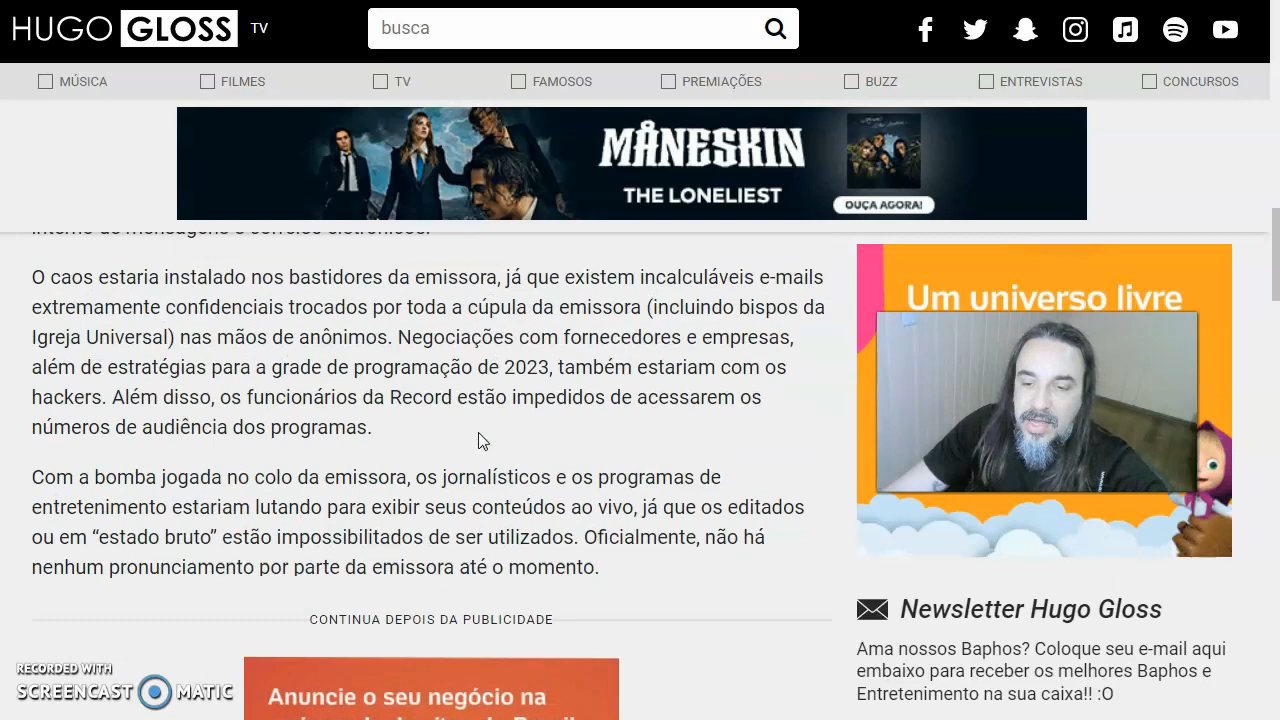 HUGO GLOSS TV
busca
MÚSICA FILMES TV FAMOSOS PREMIAÇÕES BUZZ ENTREVISTAS CONCURSOS
MÅNESKIN
THE LONELIEST
OUÇA AGORA!
O caos estaria instalado nos bastidores da emissora, já que existem incalculáveis e-mails
extremamente confidenciais trocados por toda a cúpula da emissora (incluindo bispos da
Igreja Universal) nas mãos de anônimos. Negociações com fornecedores e empresas,
além de estratégias para a grade de programação de 2023, também estariam com os
hackers. Além disso, os funcionários da Record estão impedidos de acessarem os
números de audiência dos programas.
Com a bomba jogada no colo da emissora, os jornalísticos e os programas de
entretenimento estariam lutando para exibir seus conteúdos ao vivo, já que os editados
ou em “estado bruto” estão impossibilitados de ser utilizados. Oficialmente, não há
nenhum pronunciamento por parte da emissora até o momento.
CONTINUA DEPOIS DA PUBLICIDADE
Anuncie o seu negócio na
Um universo livre
Newsletter Hugo Gloss
Ama nossos Baphos? Coloque seu e-mail aqui
embaixo para receber os melhores Baphos e
Entretenimento na sua caixa!! :O
RECORDED WITH
SCREENCAST MATIC